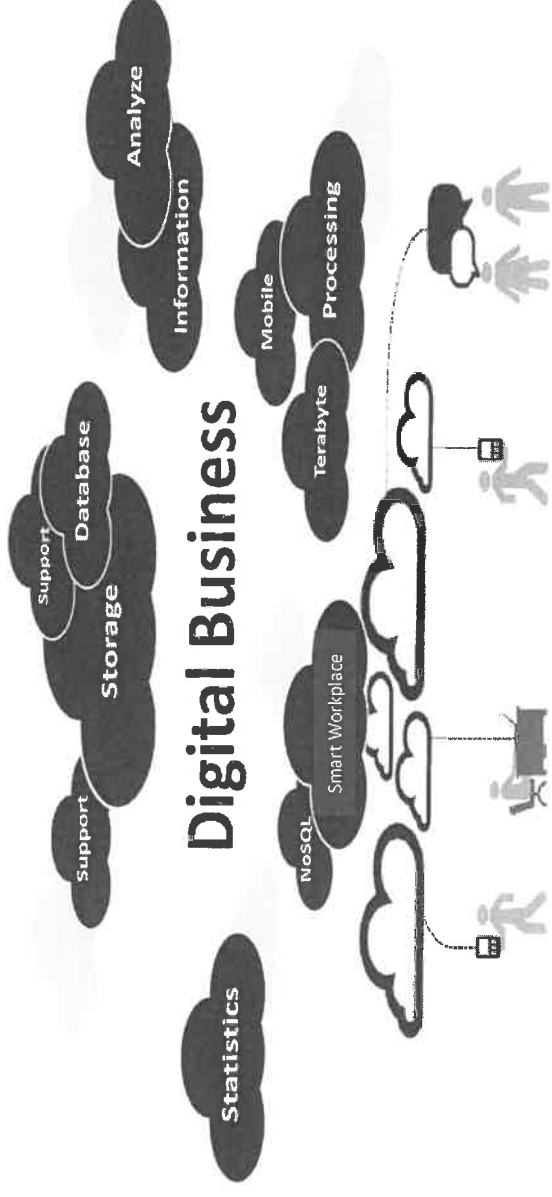 Support
Support
Database
Storage
Analyze
Information
Statistics
Digital Business
Mobile
NoSQL
Smart Workplace
Terabyte
Processing